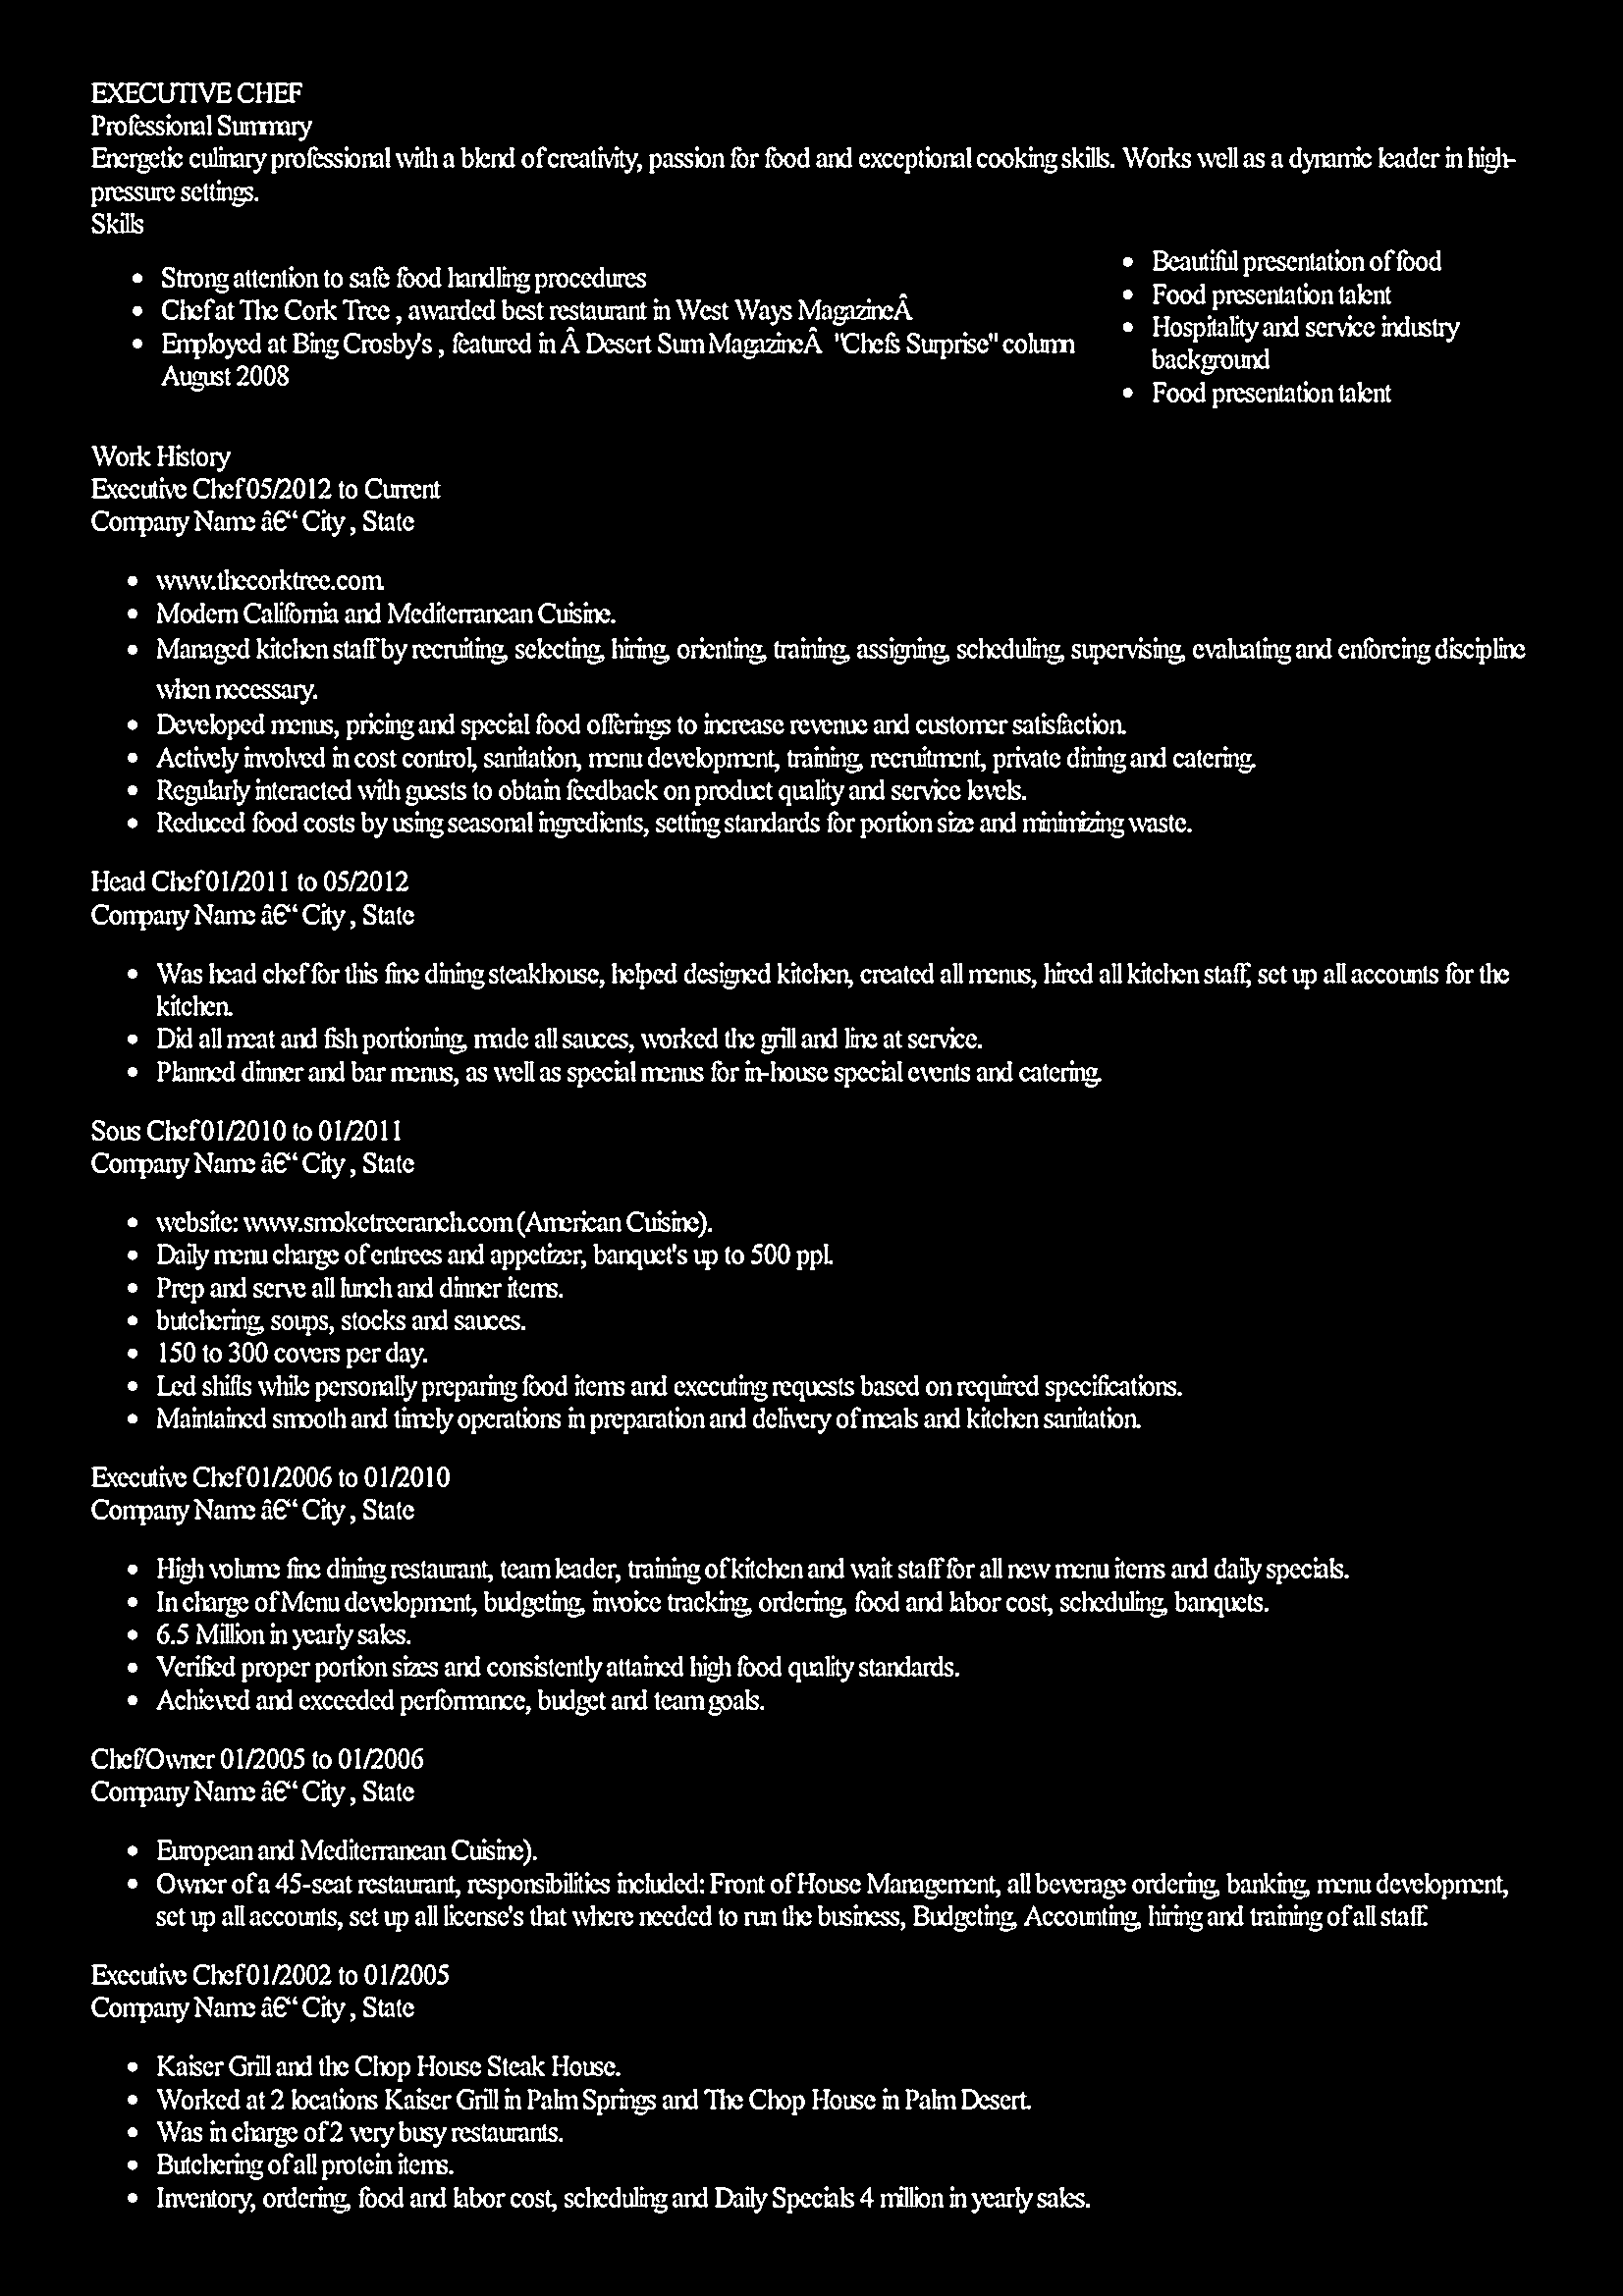 EXECUTIVE CHEF
Professional Summary
Energetic culinary professional with a blend of creativity, passion for food and exceptional cooking skills. Works well as a dynamic leader in high-
pressure settings.
Skills
• Strong attention to safe food handling procedures
• Chef at The Cork Tree , awarded best restaurant in West Ways MagazineÂ
• Employed at Bing Crosby's , featured in Â Desert Sum MagazineÂ  "Chefs Surprise" column
August 2008
• Beautiful presentation of food
• Food presentation talent
• Hospitality and service industry
background
• Food presentation talent
Work History
Executive Chef 05/2012 to Current
Company Name â€“ City , State
• www.thecorktree.com.
• Modern California and Mediterranean Cuisine.
• Managed kitchen staff by recruiting, selecting, hiring, orienting, training, assigning, scheduling, supervising, evaluating and enforcing discipline
when necessary.
• Developed menus, pricing and special food offerings to increase revenue and customer satisfaction.
• Actively involved in cost control, sanitation, menu development, training, recruitment, private dining and catering.
• Regularly interacted with guests to obtain feedback on product quality and service levels.
• Reduced food costs by using seasonal ingredients, setting standards for portion size and minimizing waste.
Head Chef 01/2011 to 05/2012
Company Name â€“ City , State
• Was head chef for this fine dining steakhouse, helped designed kitchen, created all menus, hired all kitchen staff, set up all accounts for the
kitchen.
• Did all meat and fish portioning, made all sauces, worked the grill and line at service.
• Planned dinner and bar menus, as well as special menus for in-house special events and catering.
Sous Chef 01/2010 to 01/2011
Company Name â€“ City , State
• website: www.smoketreeranch.com (American Cuisine).
• Daily menu charge of entrees and appetizer, banquet's up to 500 ppl.
• Prep and serve all lunch and dinner items.
• butchering, soups, stocks and sauces.
• 150 to 300 covers per day.
• Led shifts while personally preparing food items and executing requests based on required specifications.
• Maintained smooth and timely operations in preparation and delivery of meals and kitchen sanitation.
Executive Chef 01/2006 to 01/2010
Company Name â€“ City , State
• High volume fine dining restaurant, team leader, training of kitchen and wait staff for all new menu items and daily specials.
• In charge of Menu development, budgeting, invoice tracking, ordering, food and labor cost, scheduling, banquets.
• 6.5 Million in yearly sales.
• Verified proper portion sizes and consistently attained high food quality standards.
• Achieved and exceeded performance, budget and team goals.
Chef/Owner 01/2005 to 01/2006
Company Name â€“ City , State
• European and Mediterranean Cuisine).
• Owner of a 45-seat restaurant, responsibilities included: Front of House Management, all beverage ordering, banking, menu development,
set up all accounts, set up all license's that where needed to run the business, Budgeting, Accounting, hiring and training of all staff.
Executive Chef 01/2002 to 01/2005
Company Name â€“ City , State
• Kaiser Grill and the Chop House Steak House.
• Worked at 2 locations Kaiser Grill in Palm Springs and The Chop House in Palm Desert.
• Was in charge of 2 very busy restaurants.
• Butchering of all protein items.
• Inventory, ordering, food and labor cost, scheduling and Daily Specials 4 million in yearly sales.